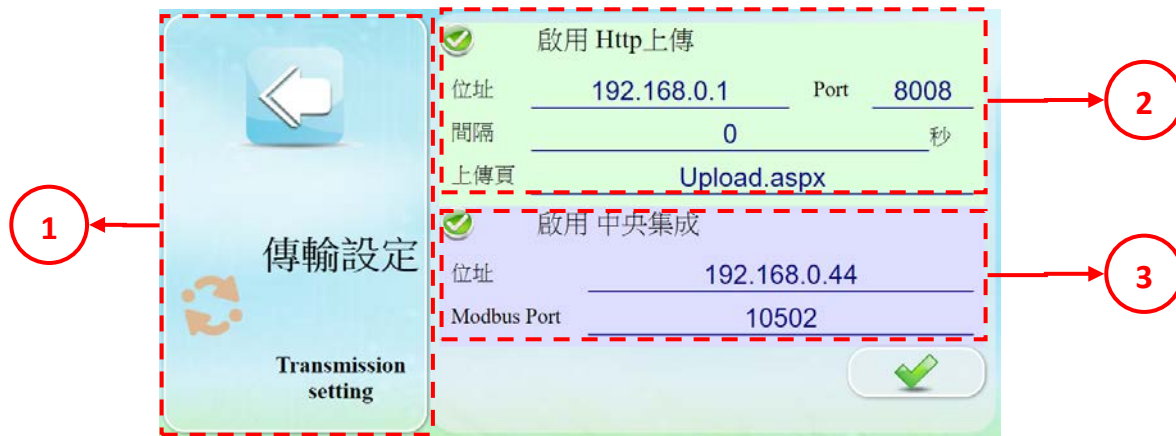 1
傳輸設定
Transmission
setting
啟用 Http上傳
位址 192.168.0.1 Port 8008
間隔 0 秒
上傳頁 Upload.aspx
2
啟用 中央集成
位址 192.168.0.44
Modbus Port 10502
3